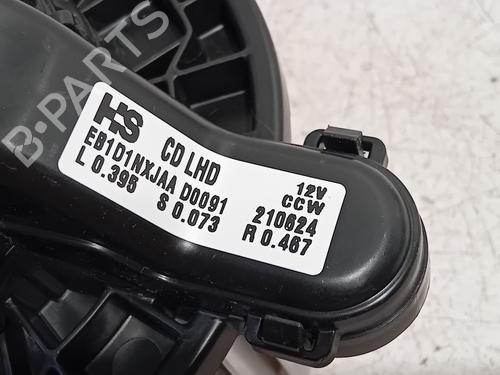 B-PARTS
HS
CD LHD
12V
CCW
EB1D1NXJAA D0091
210624
L 0.395
S 0.073
R 0.467